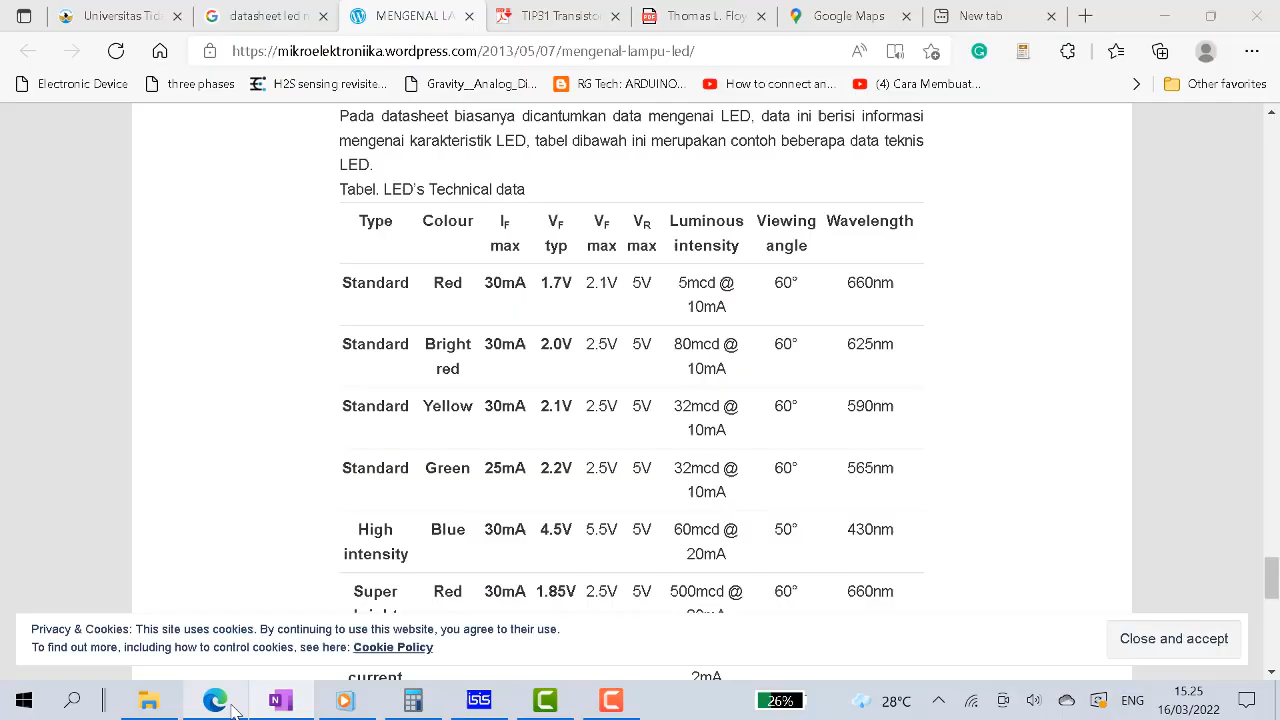 Universitas Tid
datasheet led
MENGENAL LA
TIP31 Transistor
Thomas L. Floy
Google Maps
New tab
https://mikroelektroniika.wordpress.com/2013/05/07/mengenal-lampu-led/
Electronic Device
three phases
H2S sensing revisite...
Gravity__Analog_Di...
RG Tech: ARDUINO...
How to connect an...
(4) Cara Membuat...
Other favorites
Pada datasheet biasanya dicantumkan data mengenai LED, data ini berisi informasi
mengenai karakteristik LED, tabel dibawah ini merupakan contoh beberapa data teknis
LED.
Tabel. LED's Technical data
Type Colour IF max VF typ VF max VR max Luminous intensity Viewing angle Wavelength
Standard Red 30mA 1.7V 2.1V 5V 5mcd @ 10mA 60° 660nm
Standard Bright red 30mA 2.0V 2.5V 5V 80mcd @ 10mA 60° 625nm
Standard Yellow 30mA 2.1V 2.5V 5V 32mcd @ 10mA 60° 590nm
Standard Green 25mA 2.2V 2.5V 5V 32mcd @ 10mA 60° 565nm
High intensity Blue 30mA 4.5V 5.5V 5V 60mcd @ 20mA 50° 430nm
Super Red 30mA 1.85V 2.5V 5V 500mcd @ 60° 660nm
Privacy & Cookies: This site uses cookies. By continuing to use this website, you agree to their use.
To find out more, including how to control cookies, see here: Cookie Policy
Close and accept
current 2mA
isis
26%
28°C
ENG
15.25
16/03/2022